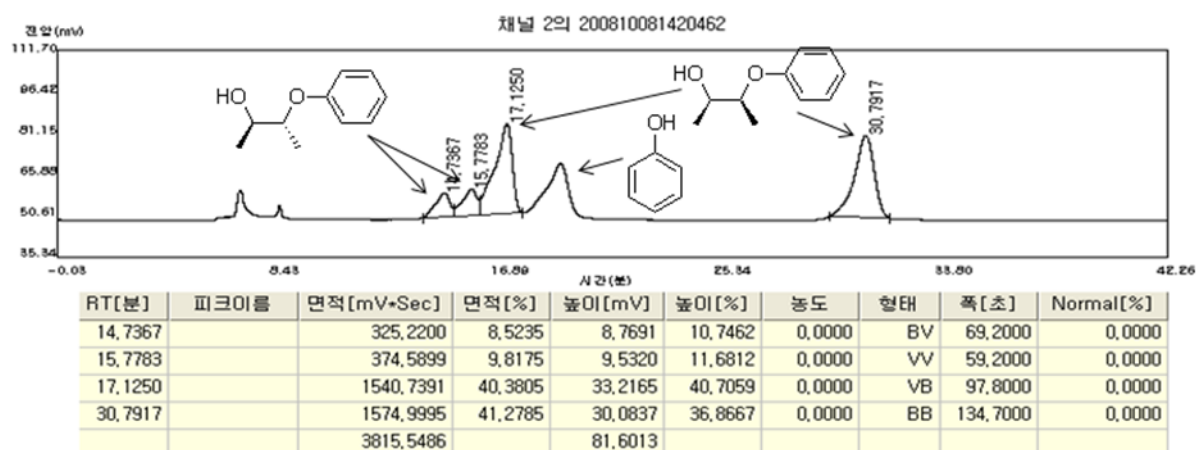 채널 2의 200810081420462
전압(mV)
111.70
96.42
81.15
65.88
50.61
35.34
-0.03 8.43 16.89 25.34 33.80 42.26
시간(분)
HO O
15.7783
17.1250
HO O
OH
30.7917
RT[분] 피크이름 면적[mV*Sec] 면적[%] 높이[mV] 높이[%] 농도 형태 폭[초] Normal[%]
14.7367 325.2200 8.5235 8.7691 10.7462 0.0000 BV 69.2000 0.0000
15.7783 374.5899 9.8175 9.5320 11.6812 0.0000 VV 59.2000 0.0000
17.1250 1540.7391 40.3805 33.2165 40.7059 0.0000 VB 97.8000 0.0000
30.7917 1574.9995 41.2785 30.0837 36.8667 0.0000 BB 134.7000 0.0000
3815.5486 81.6013